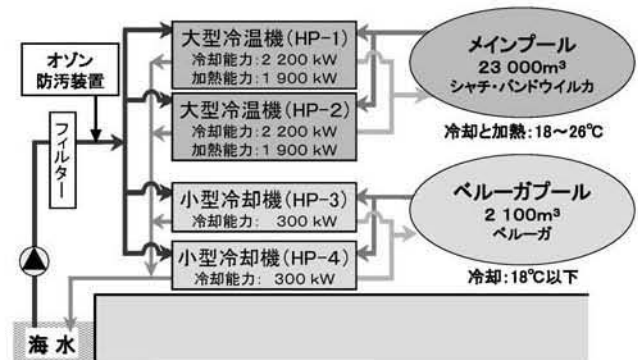 オゾン
防汚装置
フィルター
海水
大型冷温機(HP-1)
冷却能力:2 200 kW
加熱能力:1 900 kW
大型冷温機(HP-2)
冷却能力:2 200 kW
加熱能力:1 900 kW
小型冷却機(HP-3)
冷却能力: 300 kW
小型冷却機(HP-4)
冷却能力: 300 kW
メインプール
23 000m³
シャチ・バンドウイルカ
冷却と加熱:18~26℃
ベルーガプール
2 100m³
ベルーガ
冷却:18℃以下